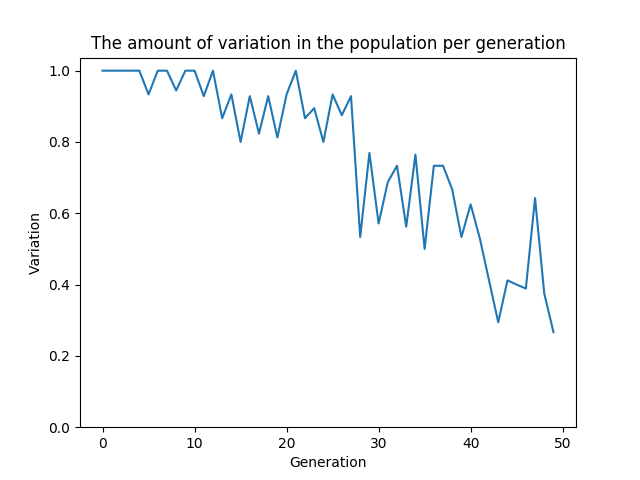 The amount of variation in the population per generation
1.0
0.8
0.6
0.4
0.2
0.0
Variation
0 10 20 30 40 50
Generation